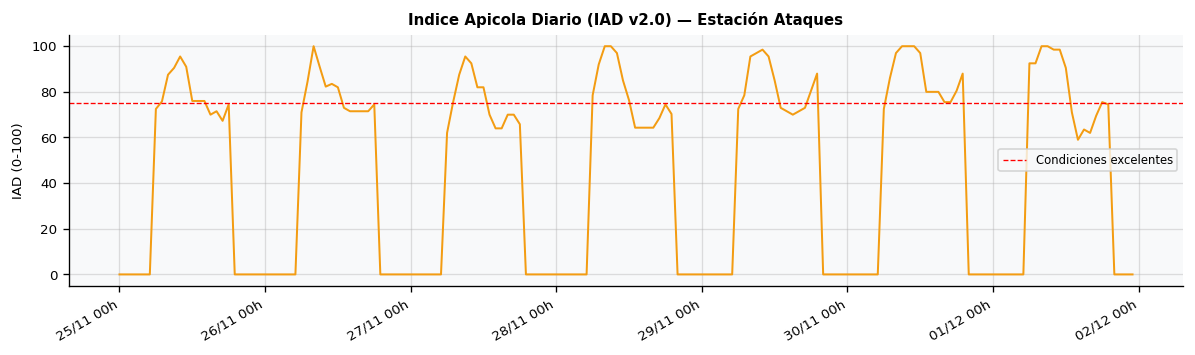 Indice Apicola Diario (IAD v2.0) — Estación Ataques
IAD (0-100)
100
80
60
40
20
0
Condiciones excelentes
25/11 00h
26/11 00h
27/11 00h
28/11 00h
29/11 00h
30/11 00h
01/12 00h
02/12 00h